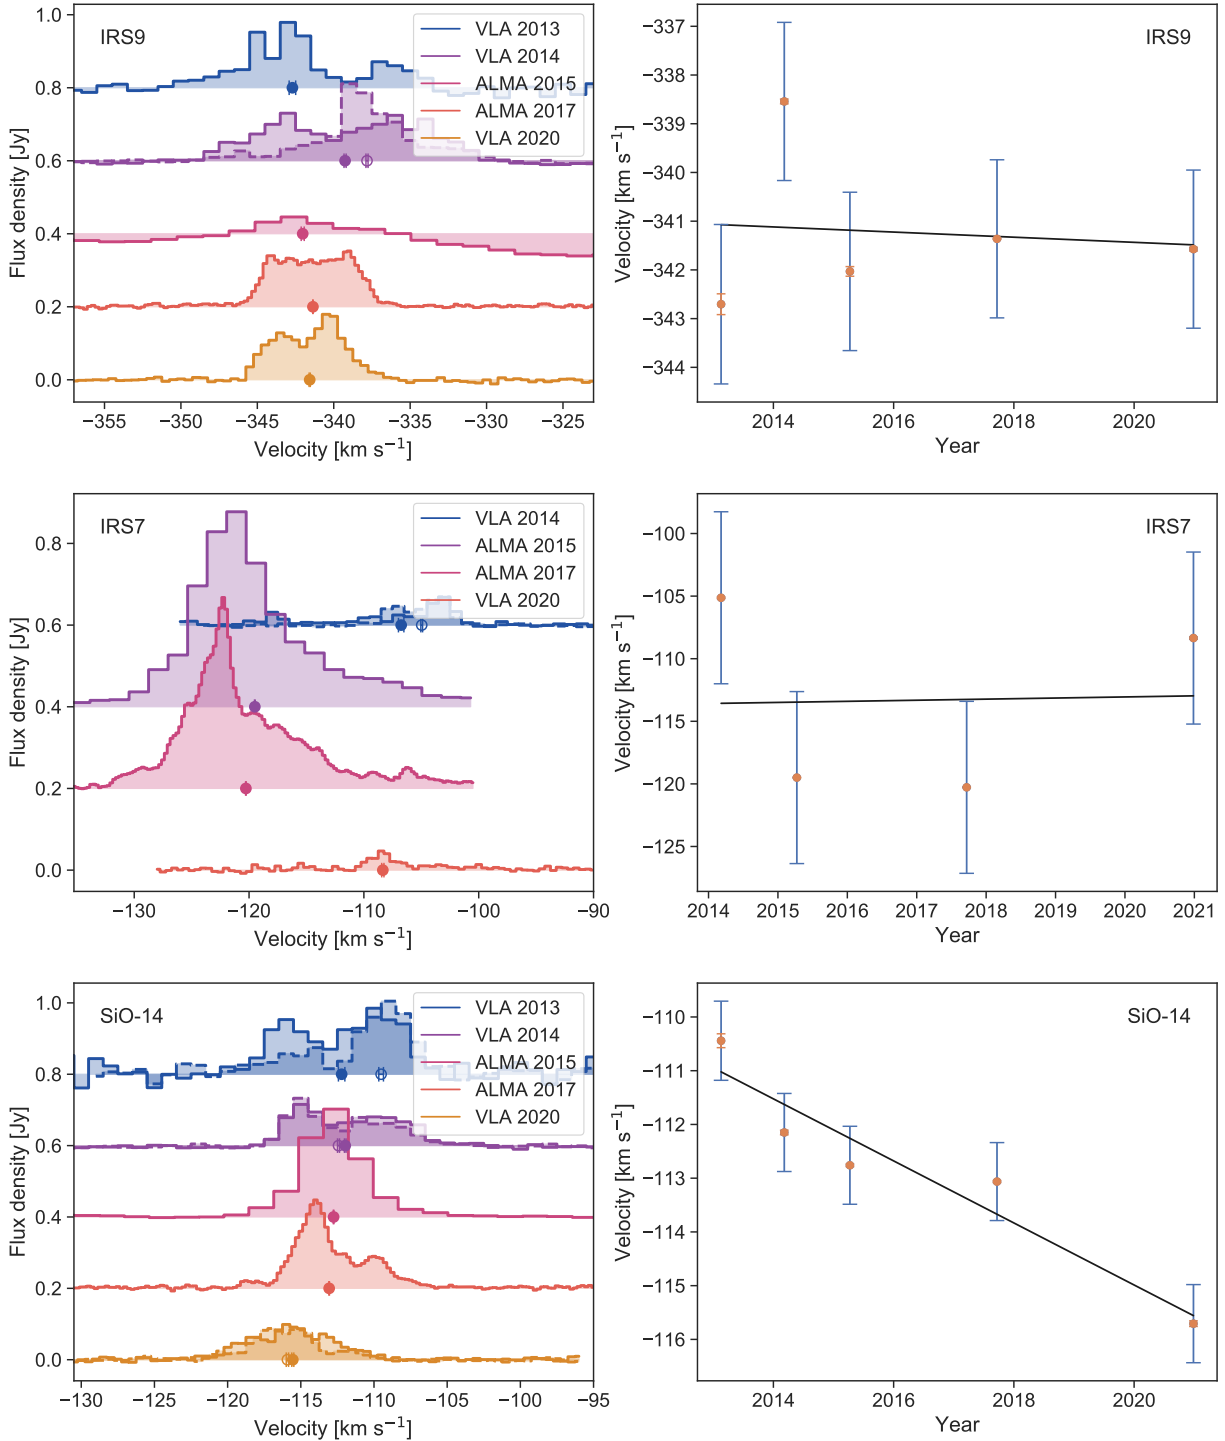 IRS9
VLA 2013
VLA 2014
ALMA 2015
ALMA 2017
VLA 2020
1.0
0.8
0.6
0.4
0.2
0.0
Flux density [Jy]
−355 −350 −345 −340 −335 −330 −325
Velocity [km s−1]
IRS9
−337
−338
−339
−340
−341
−342
−343
−344
Velocity [km s−1]
2014 2016 2018 2020
Year
IRS7
VLA 2014
ALMA 2015
ALMA 2017
VLA 2020
0.8
0.6
0.4
0.2
0.0
Flux density [Jy]
−130 −120 −110 −100 −90
Velocity [km s−1]
IRS7
−100
−105
−110
−115
−120
−125
Velocity [km s−1]
2014 2015 2016 2017 2018 2019 2020 2021
Year
SiO-14
VLA 2013
VLA 2014
ALMA 2015
ALMA 2017
VLA 2020
1.0
0.8
0.6
0.4
0.2
0.0
Flux density [Jy]
−130 −125 −120 −115 −110 −105 −100 −95
Velocity [km s−1]
SiO-14
−110
−111
−112
−113
−114
−115
−116
Velocity [km s−1]
2014 2016 2018 2020
Year